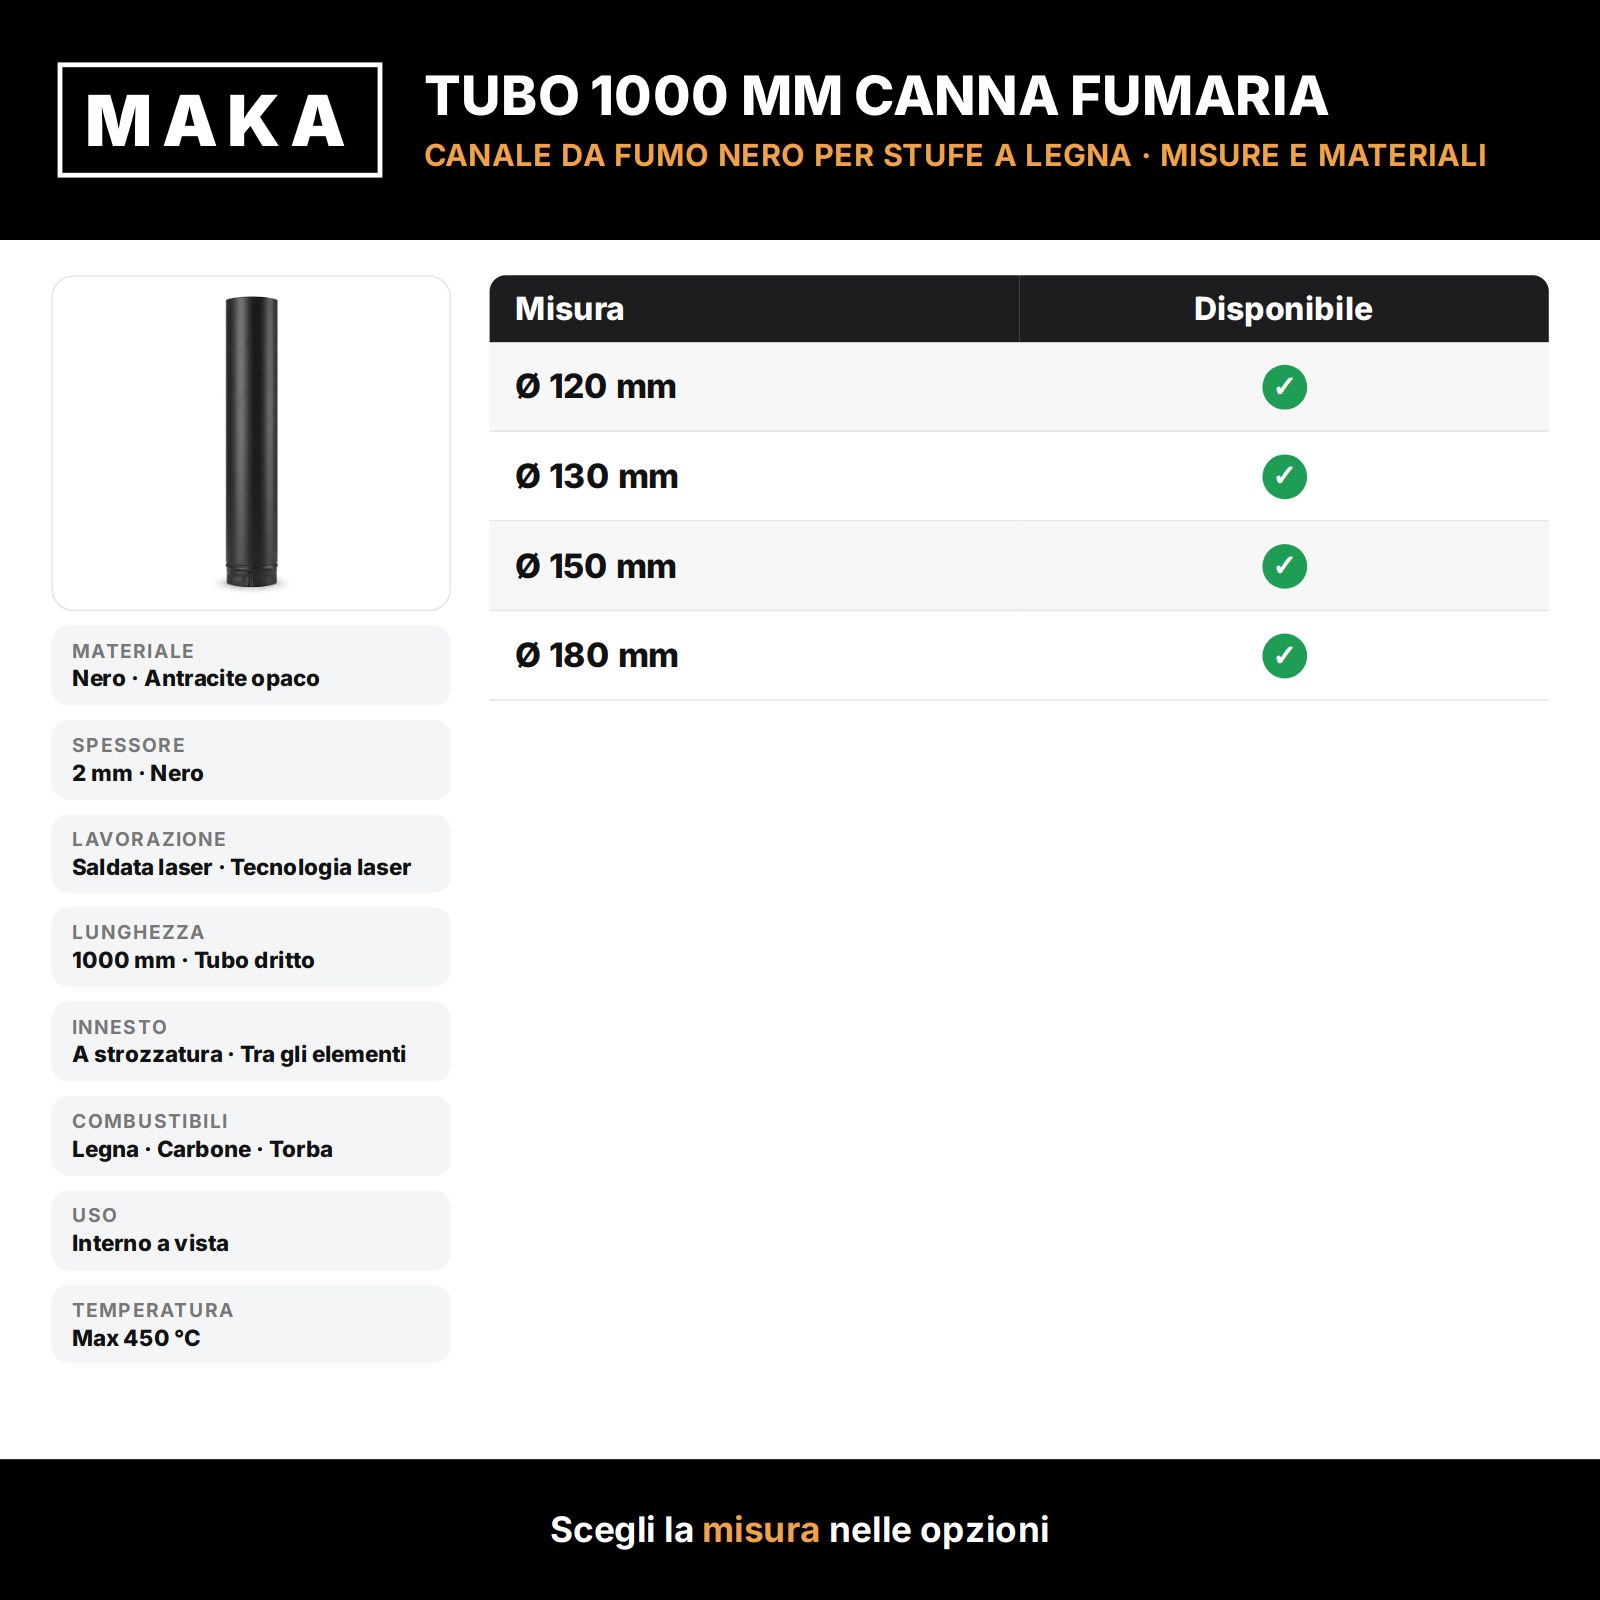 MAKA
TUBO 1000 MM CANNA FUMARIA
CANALE DA FUMO NERO PER STUFE A LEGNA · MISURE E MATERIALI
MATERIALE
Nero · Antracite opaco
SPESSORE
2 mm · Nero
LAVORAZIONE
Saldata laser · Tecnologia laser
LUNGHEZZA
1000 mm · Tubo dritto
INNESTO
A strozzatura · Tra gli elementi
COMBUSTIBILI
Legna · Carbone · Torba
USO
Interno a vista
TEMPERATURA
Max 450 °C
Misura Disponibile
Ø 120 mm ✓
Ø 130 mm ✓
Ø 150 mm ✓
Ø 180 mm ✓
Scegli la misura nelle opzioni